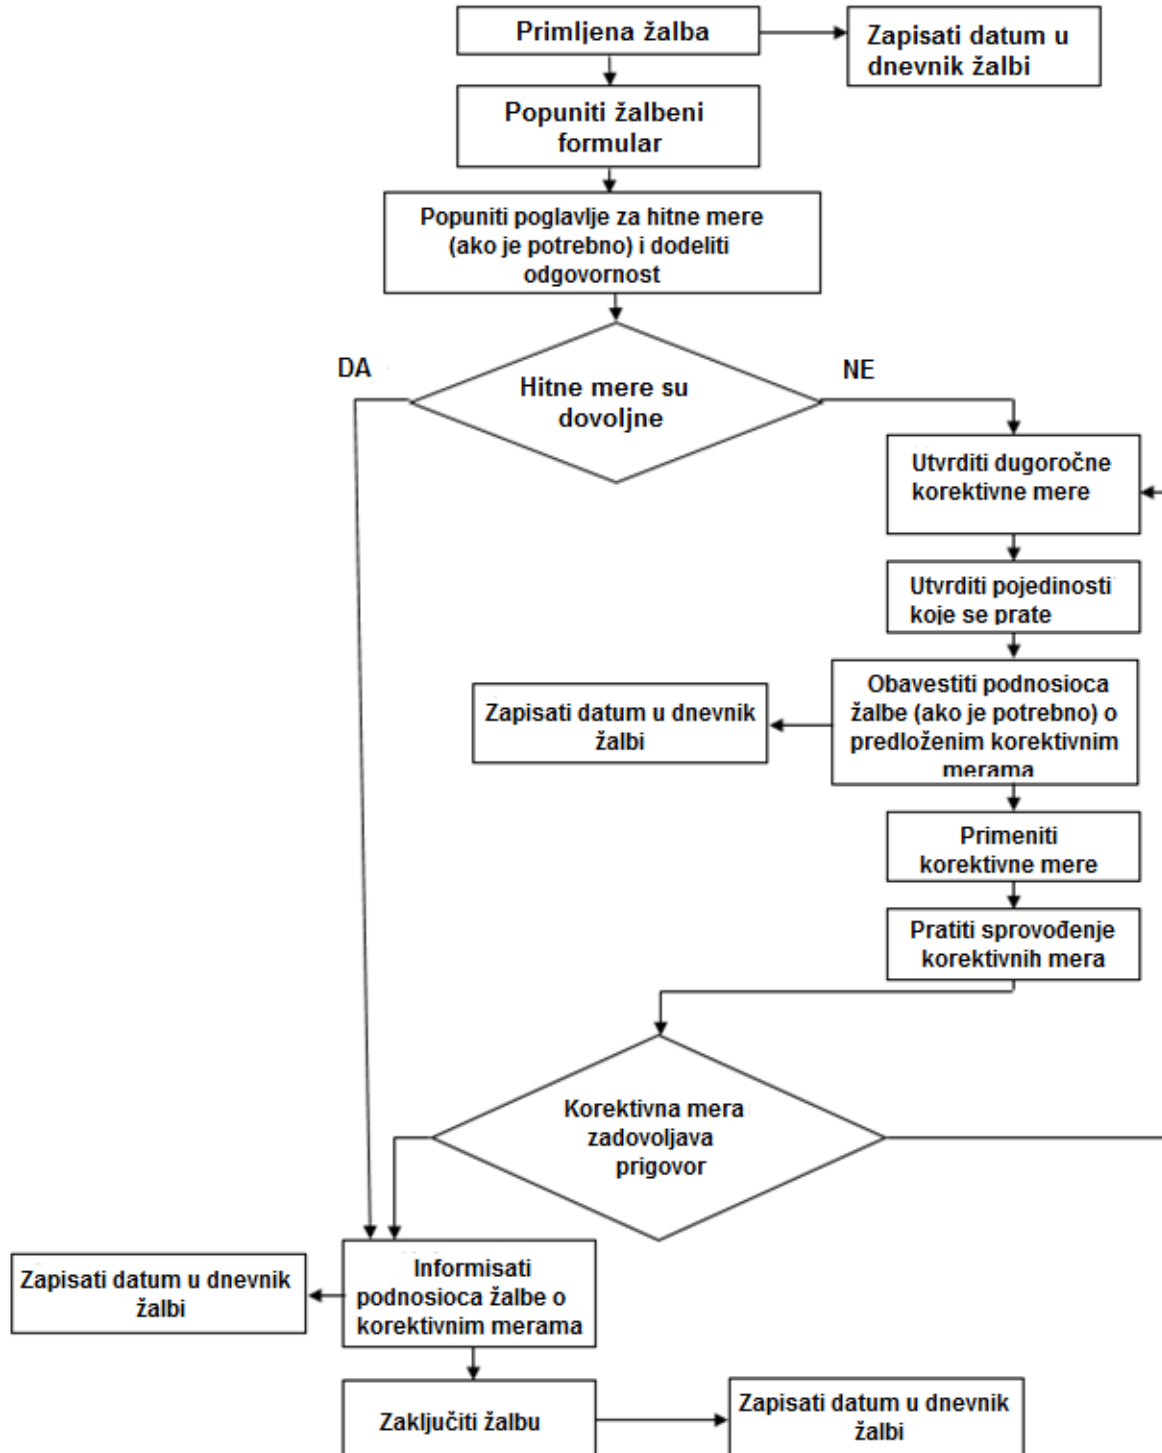 Primljena žalba
Zapisati datum u
dnevnik žalbi
Popuniti žalbeni
formular
Popuniti poglavlje za hitne mere
(ako je potrebno) i dodeliti
odgovornost
DA
NE
Hitne mere su
dovoljne
Utvrditi dugoročne
korektivne mere
Utvrditi pojedinosti
koje se prate
Obavestiti podnosioca
žalbe (ako je potrebno) o
predloženim korektivnim
merama
Zapisati datum u dnevnik
žalbi
Primeniti
korektivne mere
Pratiti sprovođenje
korektivnih mera
Korektivna mera
zadovoljava
prigovor
Informisati
podnosioca žalbe o
korektivnim merama
Zapisati datum u dnevnik
žalbi
Zaključiti žalbu
Zapisati datum u dnevnik
žalbi